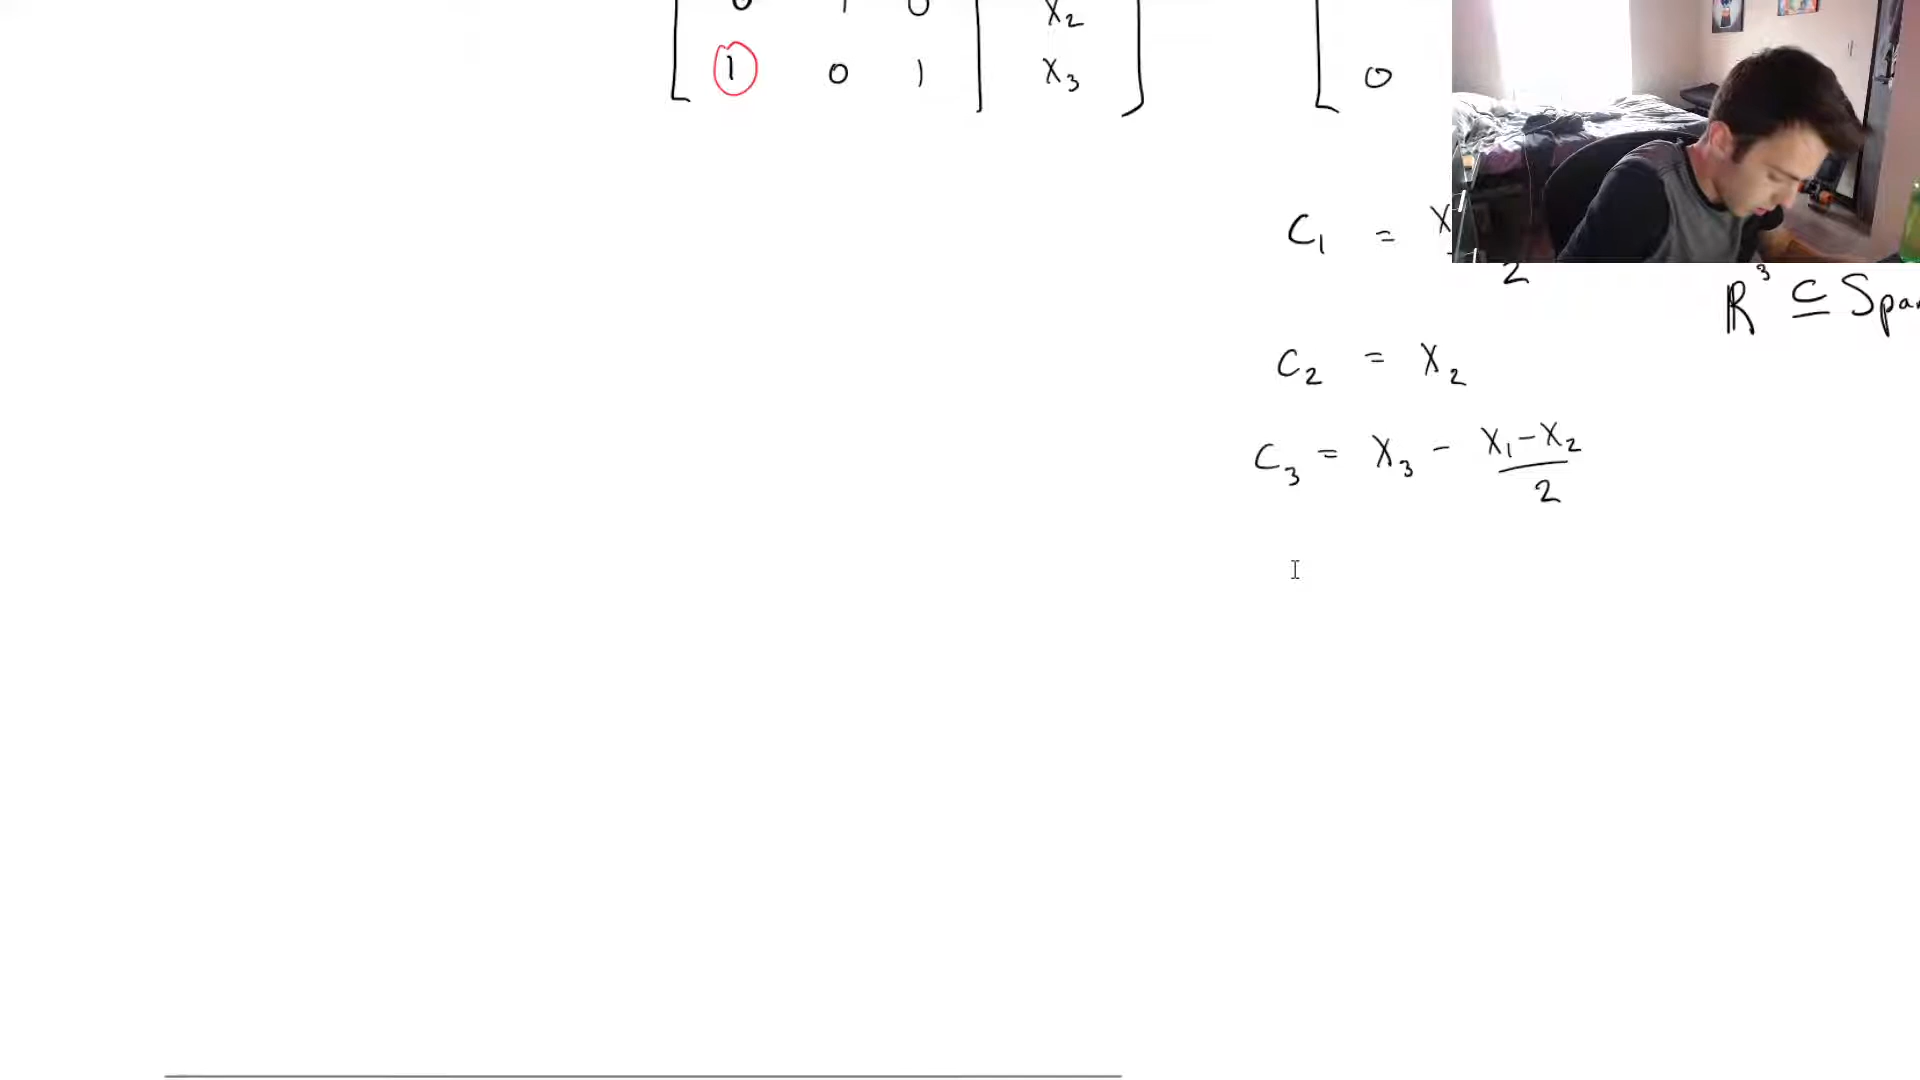 0 1 0 | x₂
1 0 1 | x₃
0
C₁ = X
2
ℝ³ ⊆ Span
C₂ = X₂
C₃ = X₃ - (X₁-X₂)/2